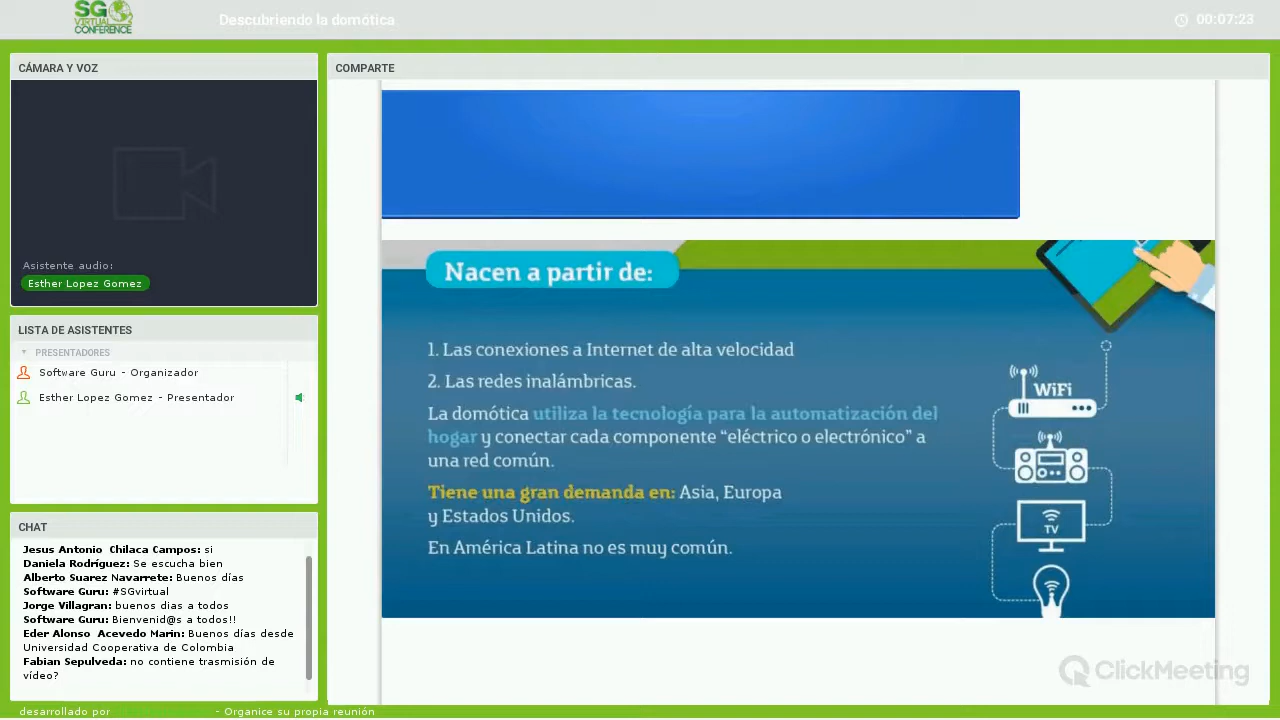 SG
VIRTUAL
CONFERENCE
Descubriendo la domótica
00:07:23
CÁMARA Y VOZ
Asistente audio:
Esther Lopez Gomez
LISTA DE ASISTENTES
PRESENTADORES
Software Guru - Organizador
Esther Lopez Gomez - Presentador
CHAT
Jesus Antonio Chilaca Campos: si
Daniela Rodríguez: Se escucha bien
Alberto Suarez Navarrete: Buenos días
Software Guru: #SGvirtual
Jorge Villagran: buenos dias a todos
Software Guru: Bienvenid@s a todos!!
Eder Alonso Acevedo Marin: Buenos días desde
Universidad Cooperativa de Colombia
Fabian Sepulveda: no contiene trasmisión de
vídeo?
COMPARTE
Nacen a partir de:
1. Las conexiones a Internet de alta velocidad
2. Las redes inalámbricas.
La domótica utiliza la tecnología para la automatización del
hogar y conectar cada componente “eléctrico o electrónico” a
una red común.
Tiene una gran demanda en: Asia, Europa
y Estados Unidos.
En América Latina no es muy común.
WiFi
TV
ClickMeeting
desarrollado por - Organice su propia reunión